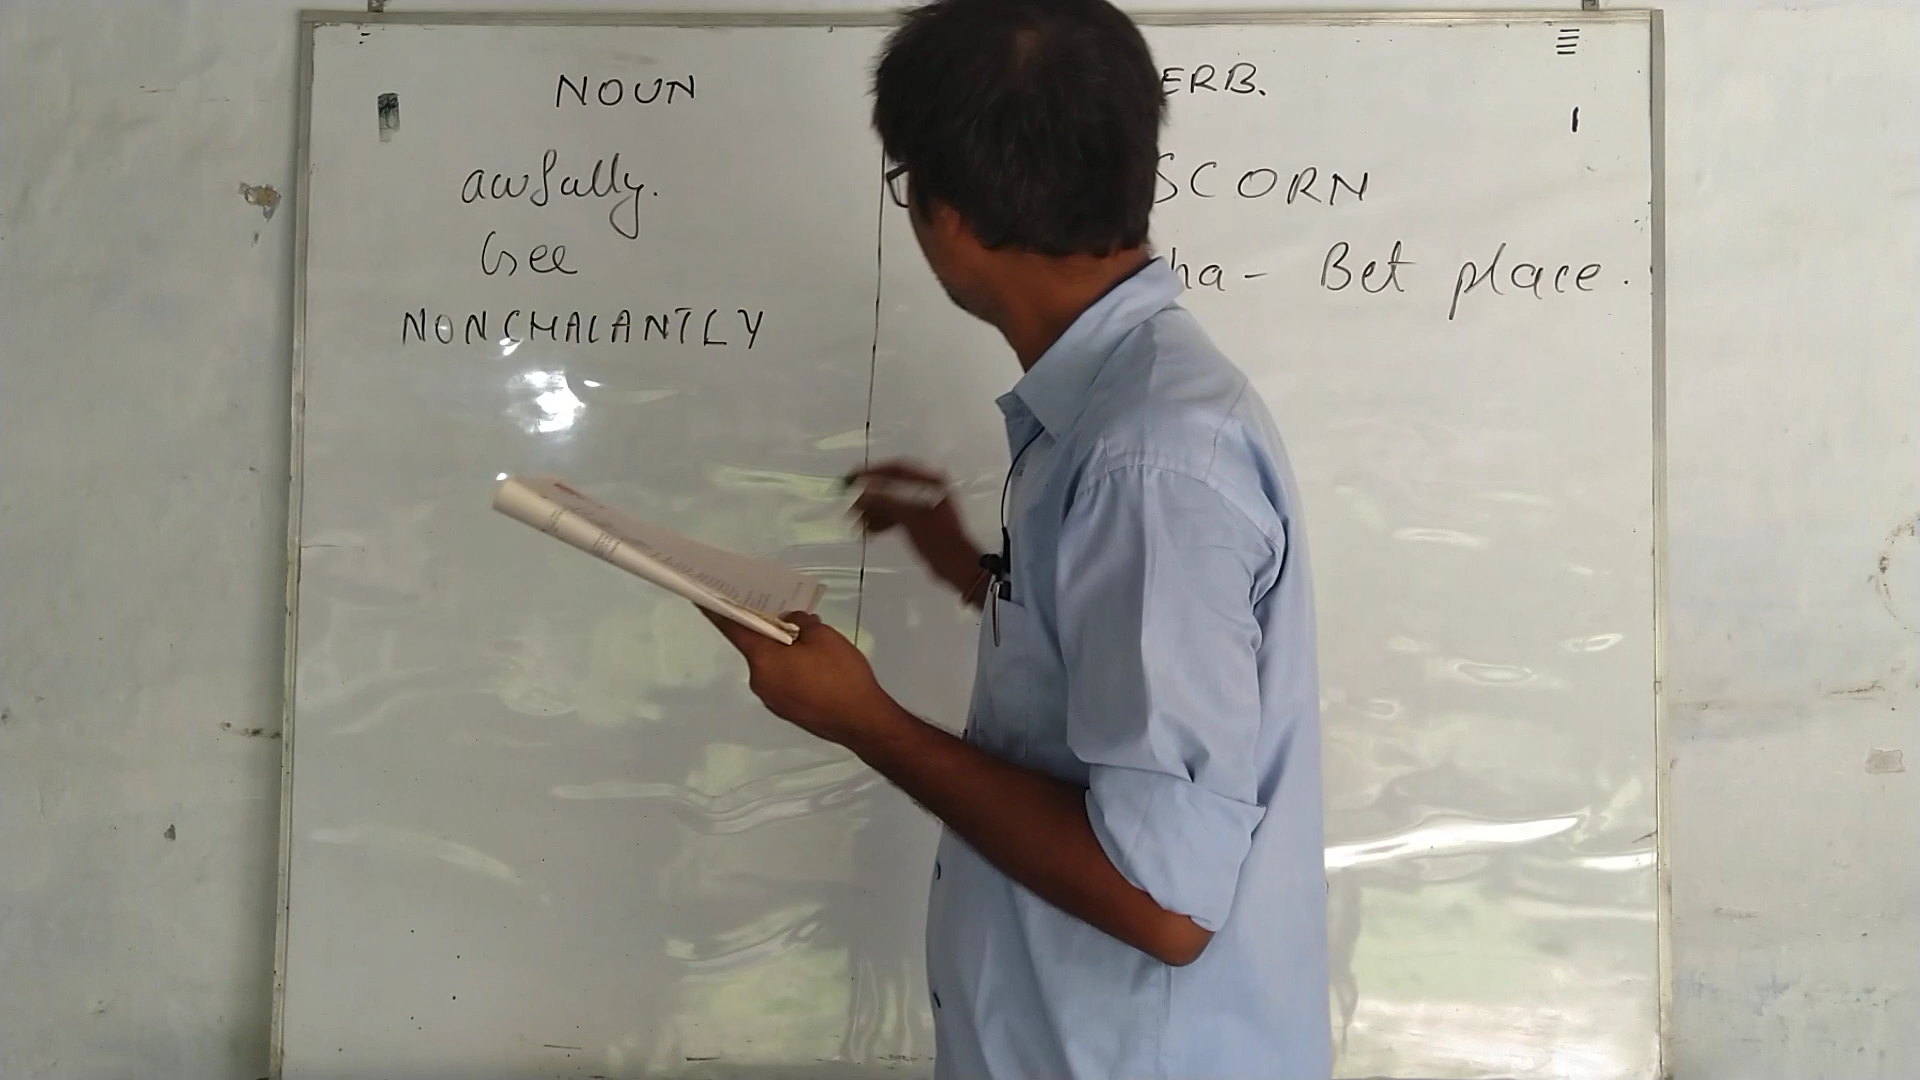 NOUN
awfully.
Gee
NONCHALANTLY
ERB.
SCORN
ha - Bet place.